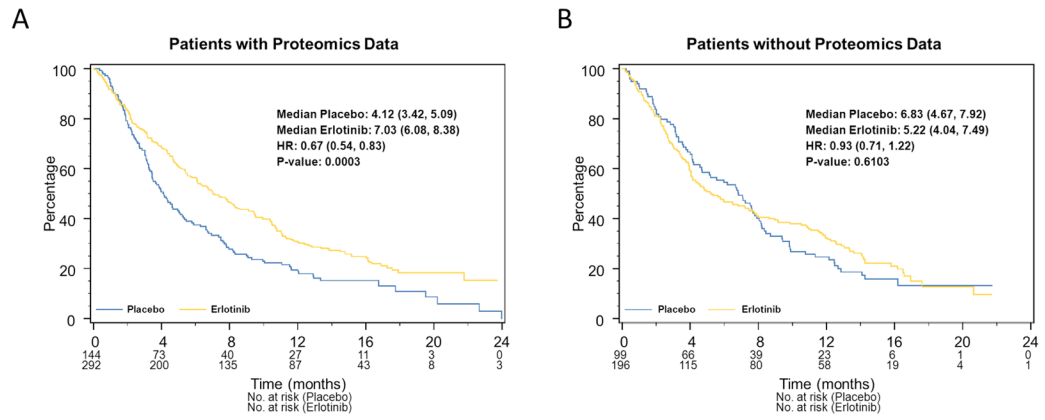 A
Patients with Proteomics Data
100
80
60
40
20
0
Percentage
Median Placebo: 4.12 (3.42, 5.09)
Median Erlotinib: 7.03 (6.08, 8.38)
HR: 0.67 (0.54, 0.83)
P-value: 0.0003
Placebo Erlotinib
0 4 8 12 16 20 24
144 73 40 27 11 3 0
292 200 135 87 43 8 3
Time (months)
No. at risk (Placebo)
No. at risk (Erlotinib)
B
Patients without Proteomics Data
100
80
60
40
20
0
Percentage
Median Placebo: 6.83 (4.67, 7.92)
Median Erlotinib: 5.22 (4.04, 7.49)
HR: 0.93 (0.71, 1.22)
P-value: 0.6103
Placebo Erlotinib
0 4 8 12 16 20 24
99 66 39 23 6 1 0
196 115 80 58 19 4 1
Time (months)
No. at risk (Placebo)
No. at risk (Erlotinib)